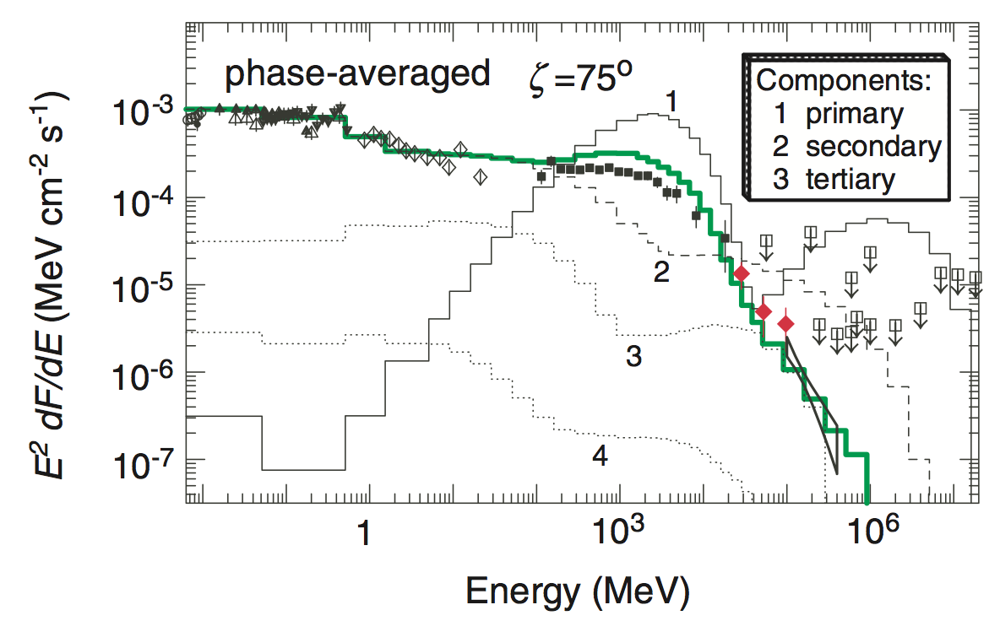 phase-averaged ζ =75º
1
Components:
1 primary
2 secondary
3 tertiary
10-3
10-4
10-5
10-6
10-7
2
3
4
E2 dF/dE (MeV cm-2 s-1)
1 103 106
Energy (MeV)